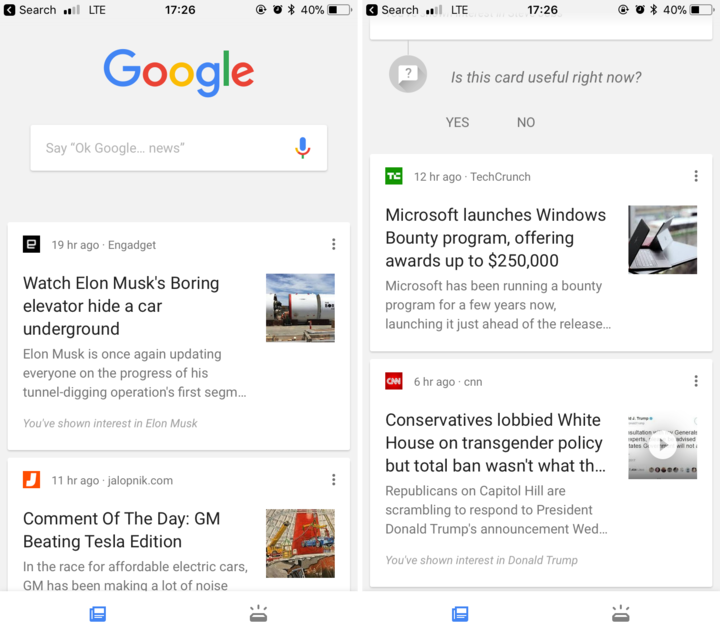 Search LTE 17:26 40%
Google
Say “Ok Google... news”
19 hr ago · Engadget
Watch Elon Musk's Boring
elevator hide a car
underground
Elon Musk is once again updating
everyone on the progress of his
tunnel-digging operation's first segm...
You've shown interest in Elon Musk
11 hr ago · jalopnik.com
Comment Of The Day: GM
Beating Tesla Edition
In the race for affordable electric cars,
GM has been making a lot of noise
Search LTE 17:26 40%
Is this card useful right now?
YES NO
TC
12 hr ago · TechCrunch
Microsoft launches Windows
Bounty program, offering
awards up to $250,000
Microsoft has been running a bounty
program for a few years now,
launching it just ahead of the release...
CNN
6 hr ago · cnn
Conservatives lobbied White
House on transgender policy
but total ban wasn't what th...
Republicans on Capitol Hill are
scrambling to respond to President
Donald Trump's announcement Wed...
You've shown interest in Donald Trump